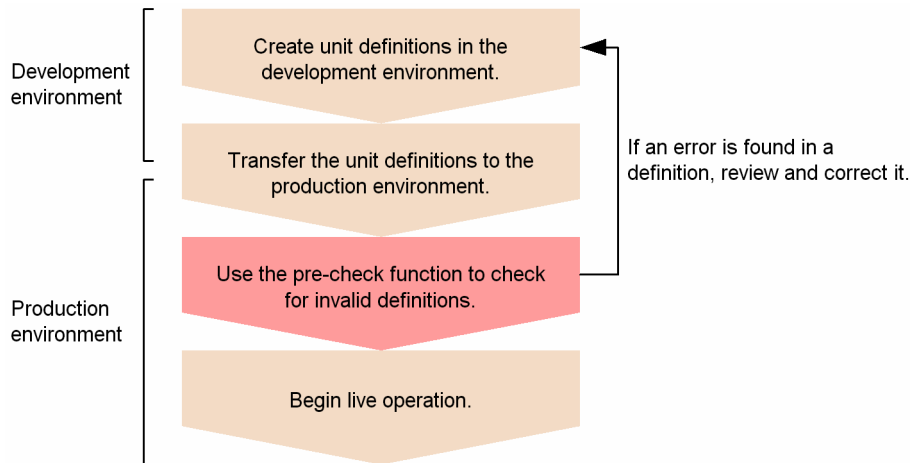 Create unit definitions in the
development environment.
Development
environment
Transfer the unit definitions to the
production environment.
If an error is found in a
definition, review and correct it.
Use the pre-check function to check
for invalid definitions.
Production
environment
Begin live operation.